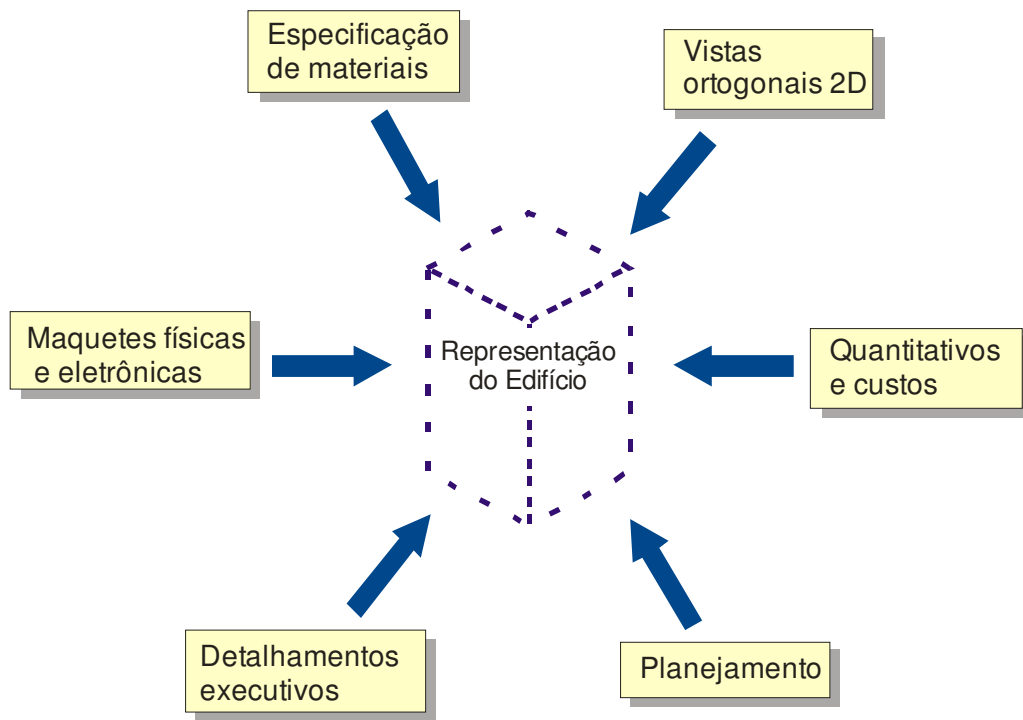 Especificação
de materiais
Vistas
ortogonais 2D
Maquetes físicas
e eletrônicas
Representação
do Edifício
Quantitativos
e custos
Detalhamentos
executivos
Planejamento